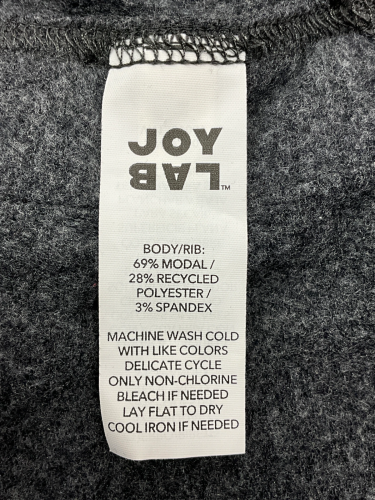 JOY
LAB™
BODY/RIB:
69% MODAL /
28% RECYCLED
POLYESTER /
3% SPANDEX
MACHINE WASH COLD
WITH LIKE COLORS
DELICATE CYCLE
ONLY NON-CHLORINE
BLEACH IF NEEDED
LAY FLAT TO DRY
COOL IRON IF NEEDED